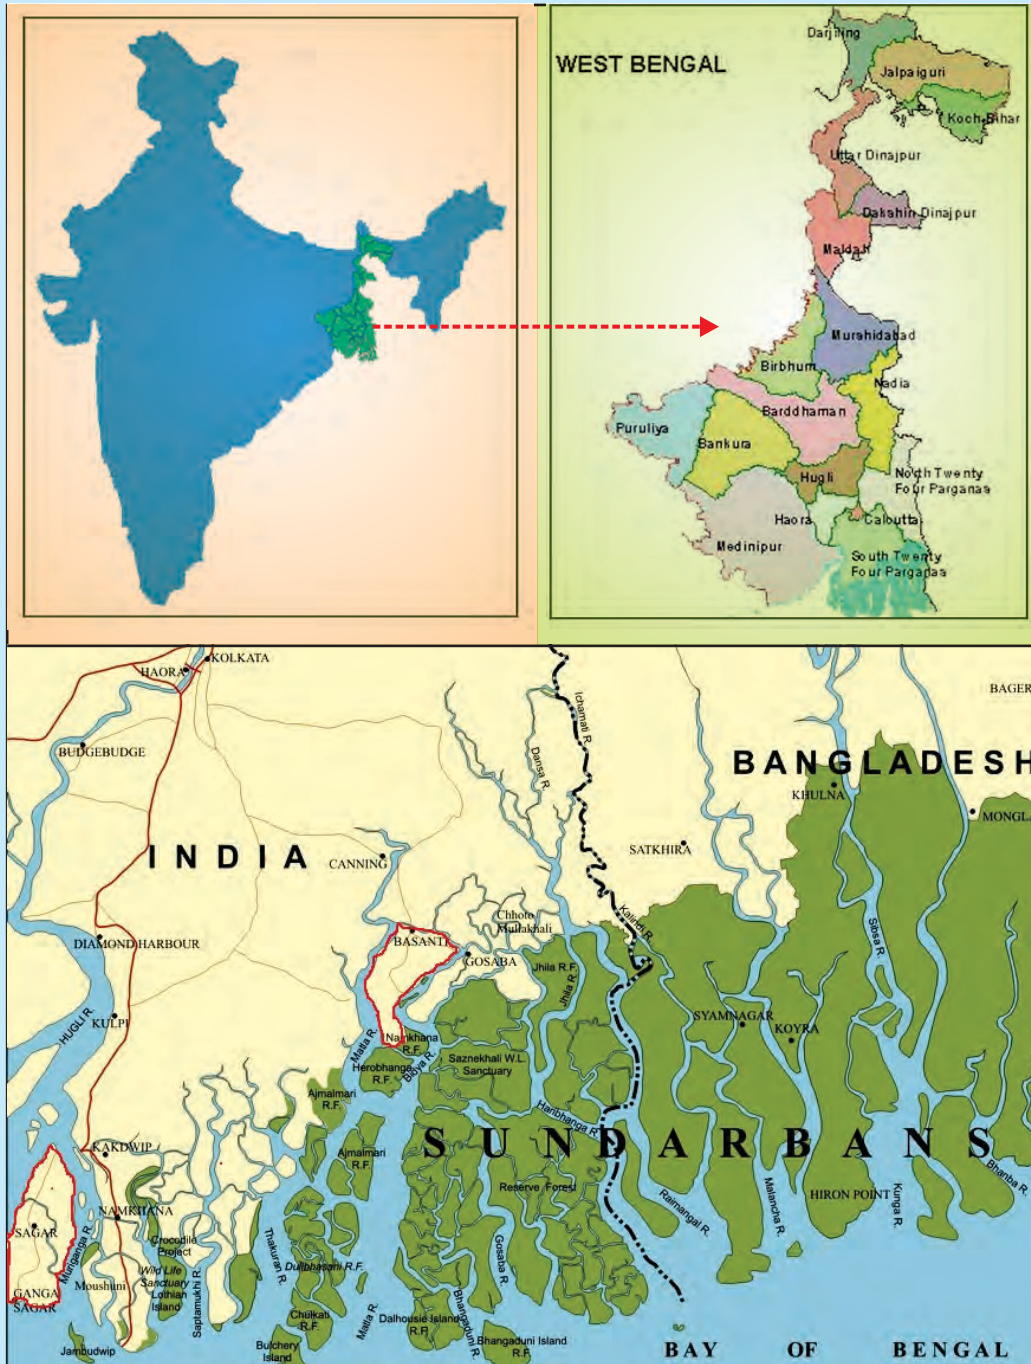 WEST BENGAL
Darjiling
Jalpaiguri
Koch Bihar
Uttar Dinajpur
Dakshin Dinajpur
Maldah
Murshidabad
Birbhum
Nadia
Barddhaman
Puruliya
Bankura
Hugli
North Twenty
Four Parganas
Haora
Calcutta
Medinipur
South Twenty
Four Parganas
KOLKATA
HAORA
BAGER
Ichamati R.
BUDGEBUDGE
Dansa R.
BANGLADESH
KHULNA
MONGLA
INDIA
CANNING
SATKHIRA
Chhoto
Mullakhali
Kalindi R.
Sibsa R.
DIAMOND HARBOUR
BASANTI
GOSABA
Jhila R.F.
Jhila R.
HUGLI R.
KULPI
SYAMNAGAR
KOYRA
Matla R.
Namkhana
R.F.
Bidya R.
Herobhanga
R.F.
Saznekhali W.L.
Sanctuary
Ajmalmari
R.F.
Haribhanga R.
SUNDARBANS
KAKDWIP
Ajmalmari
R.F.
Reserve Forest
Raimangal R.
Malancha R.
HIRON POINT
Kunga R.
Bhanba R.
SAGAR
NAMKHANA
Muriganga R.
Crocodile
Project
Thakuran R.
Gosaba R.
Dulibhasani R.F.
Wild Life
Sanctuary
Lothian
Island
Moushuni
GANGA
SAGAR
Saptamukhi R.
Chulkati
R.F.
Matla R.
Dalhousie Island
R.F.
Bhangaduni R.
Bhangaduni Island
R.F.
Bulchery
Island
Jambudwip
BAY OF BENGAL